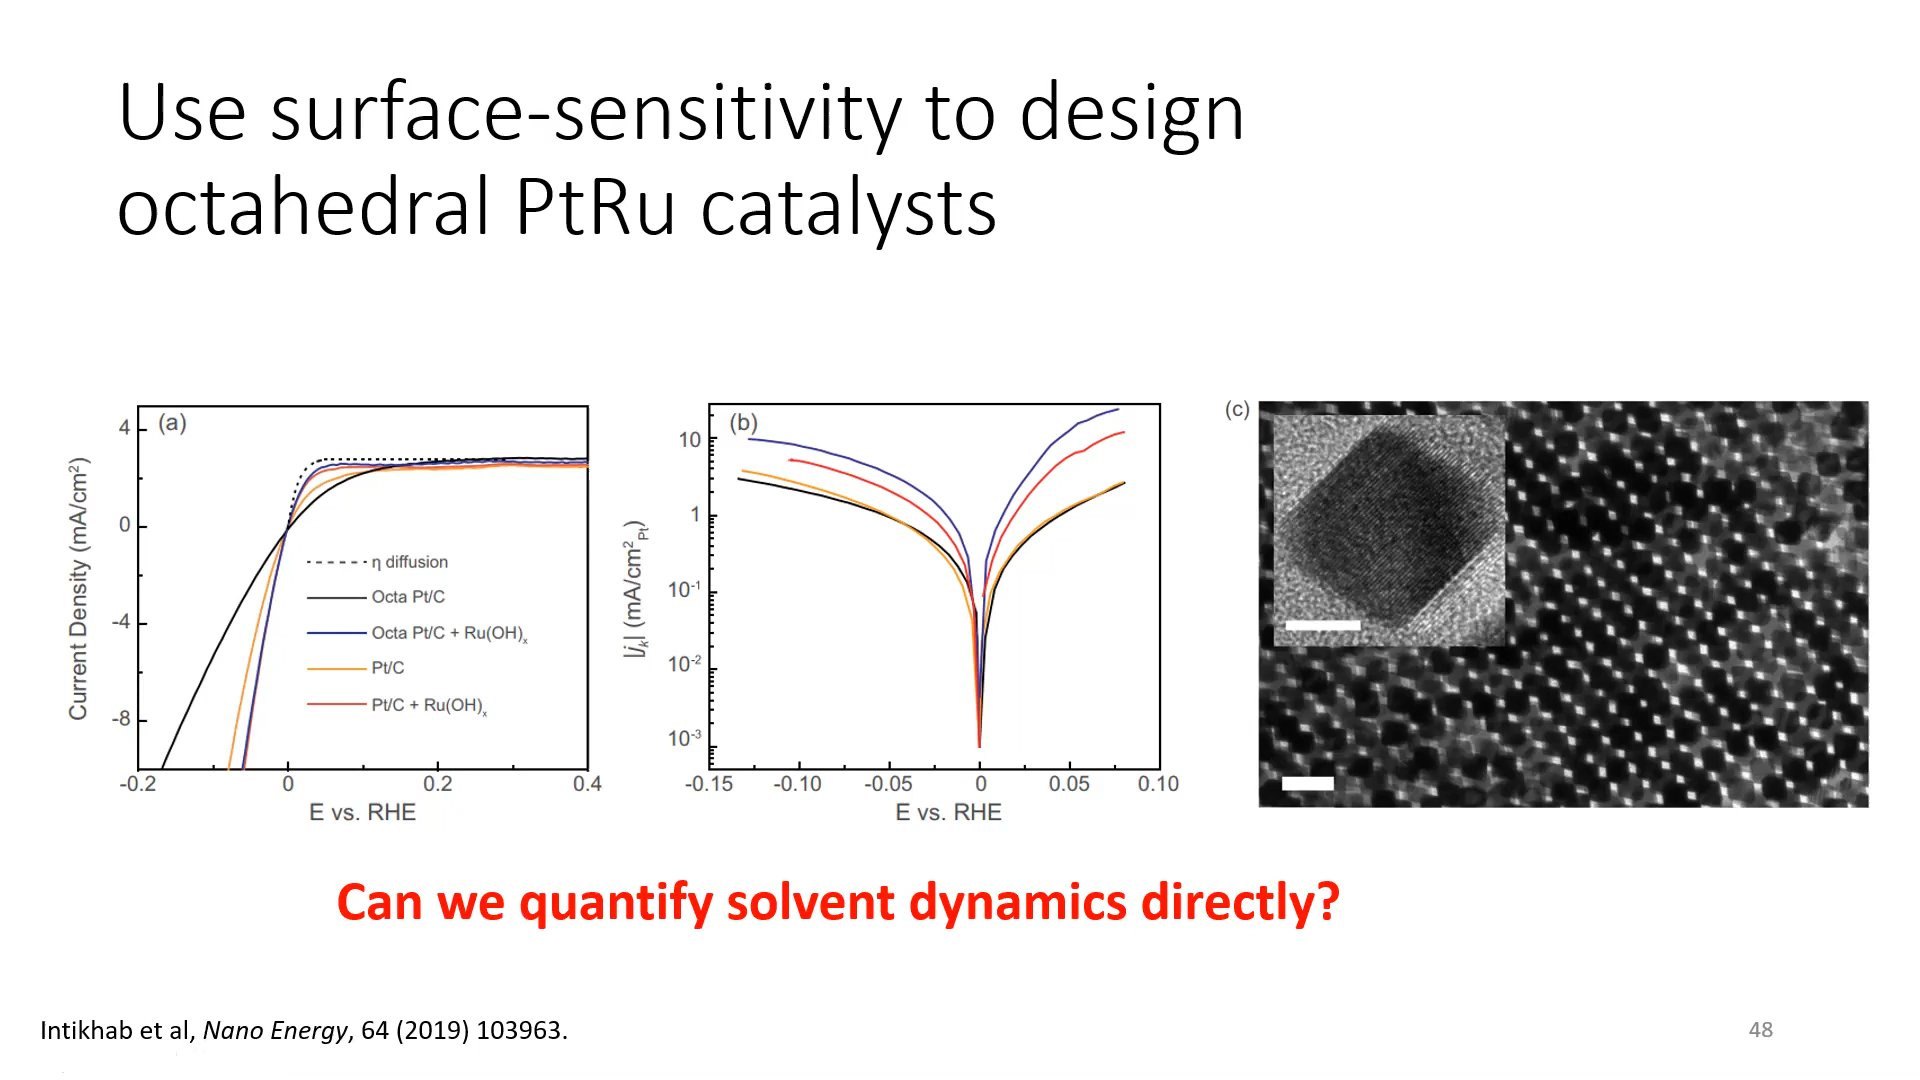 Use surface-sensitivity to design
octahedral PtRu catalysts
(a)
4
0
-4
-8
Current Density (mA/cm²)
η diffusion
Octa Pt/C
Octa Pt/C + Ru(OH)ₓ
Pt/C
Pt/C + Ru(OH)ₓ
-0.2
0
0.2
0.4
E vs. RHE
(b)
10
1
10⁻¹
10⁻²
10⁻³
|jₖ| (mA/cm²Pt)
-0.15
-0.10
-0.05
0
0.05
0.10
E vs. RHE
(c)
Can we quantify solvent dynamics directly?
Intikhab et al, Nano Energy, 64 (2019) 103963.
48